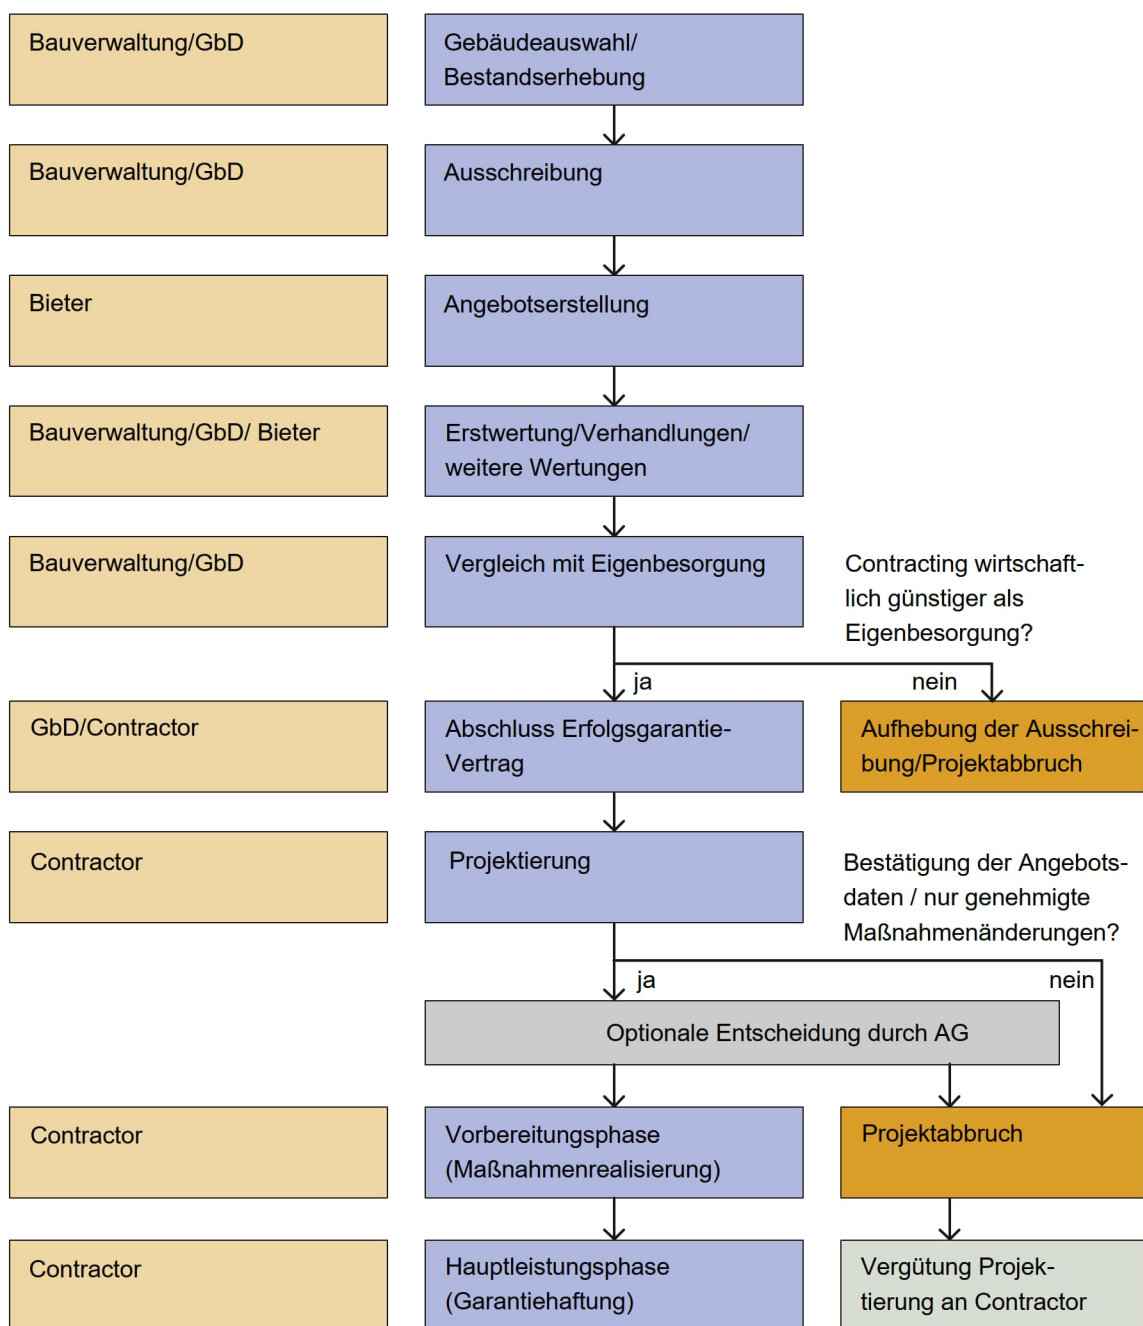 Bauverwaltung/GbD
Gebäudeauswahl/
Bestandserhebung
Bauverwaltung/GbD
Ausschreibung
Bieter
Angebotserstellung
Bauverwaltung/GbD/ Bieter
Erstwertung/Verhandlungen/
weitere Wertungen
Bauverwaltung/GbD
Vergleich mit Eigenbesorgung
Contracting wirtschaft-
lich günstiger als
Eigenbesorgung?
ja
nein
GbD/Contractor
Abschluss Erfolgsgarantie-
Vertrag
Aufhebung der Ausschrei-
bung/Projektabbruch
Contractor
Projektierung
Bestätigung der Angebots-
daten / nur genehmigte
Maßnahmenänderungen?
ja
nein
Optionale Entscheidung durch AG
Contractor
Vorbereitungsphase
(Maßnahmenrealisierung)
Projektabbruch
Contractor
Hauptleistungsphase
(Garantiehaftung)
Vergütung Projek-
tierung an Contractor